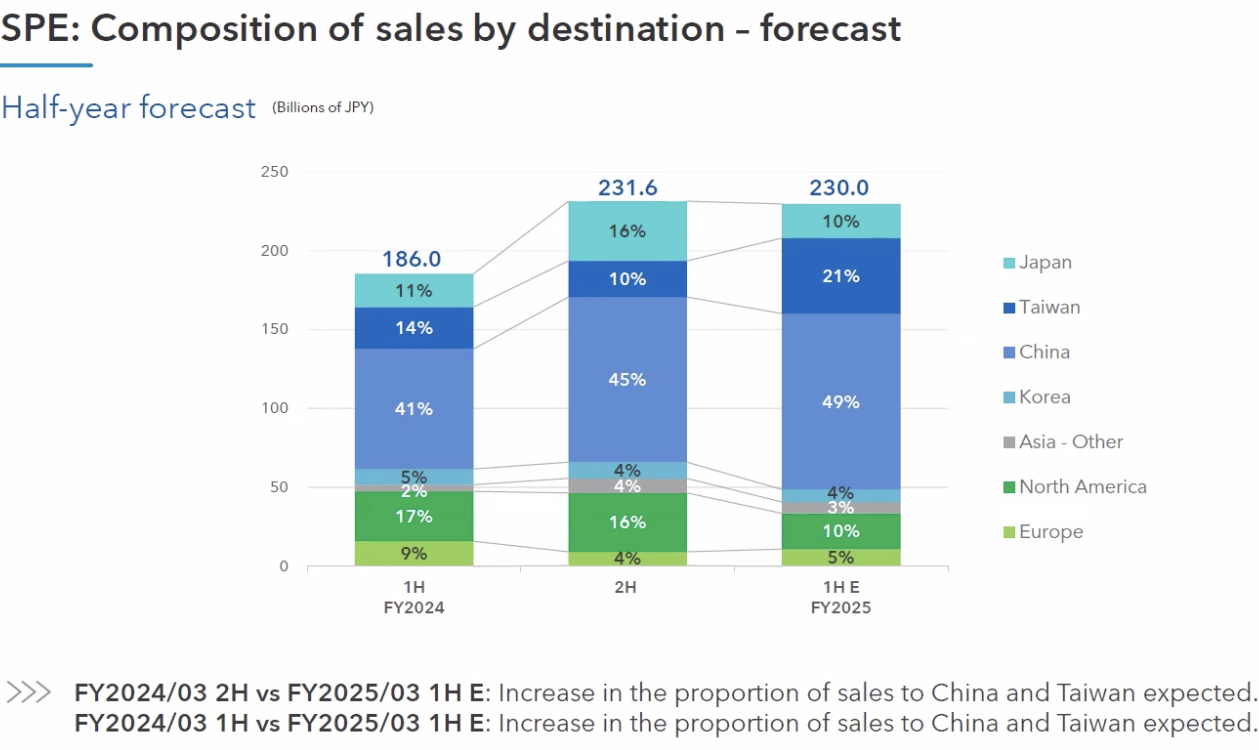 SPE: Composition of sales by destination – forecast
Half-year forecast (Billions of JPY)
250
200
150
100
50
0
186.0
11%
14%
41%
5%
2%
17%
9%
1H
FY2024
231.6
16%
10%
45%
4%
4%
16%
4%
2H
230.0
10%
21%
49%
4%
3%
10%
5%
1H E
FY2025
Japan
Taiwan
China
Korea
Asia - Other
North America
Europe
FY2024/03 2H vs FY2025/03 1H E: Increase in the proportion of sales to China and Taiwan expected.
FY2024/03 1H vs FY2025/03 1H E: Increase in the proportion of sales to China and Taiwan expected.